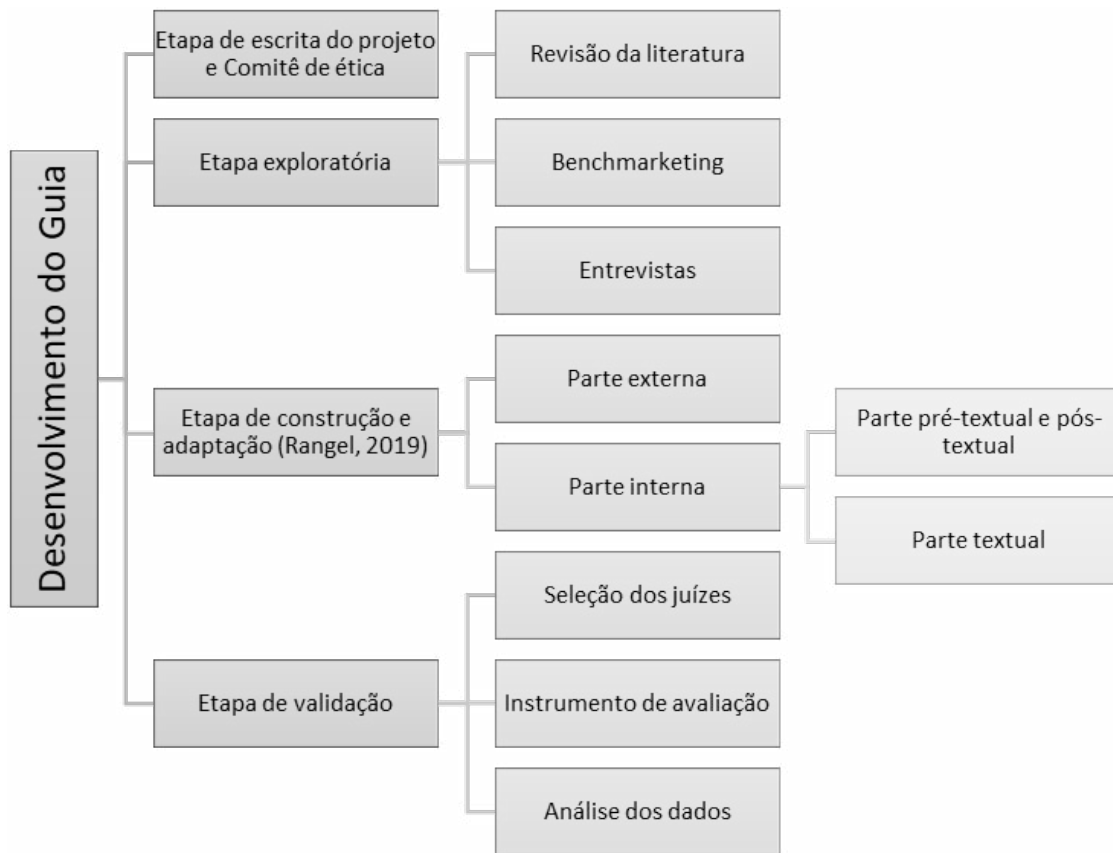 Desenvolvimento do Guia
Etapa de escrita do projeto
e Comitê de ética
Etapa exploratória
Revisão da literatura
Benchmarketing
Entrevistas
Etapa de construção e
adaptação (Rangel, 2019)
Parte externa
Parte interna
Parte pré-textual e pós-
textual
Parte textual
Etapa de validação
Seleção dos juízes
Instrumento de avaliação
Análise dos dados